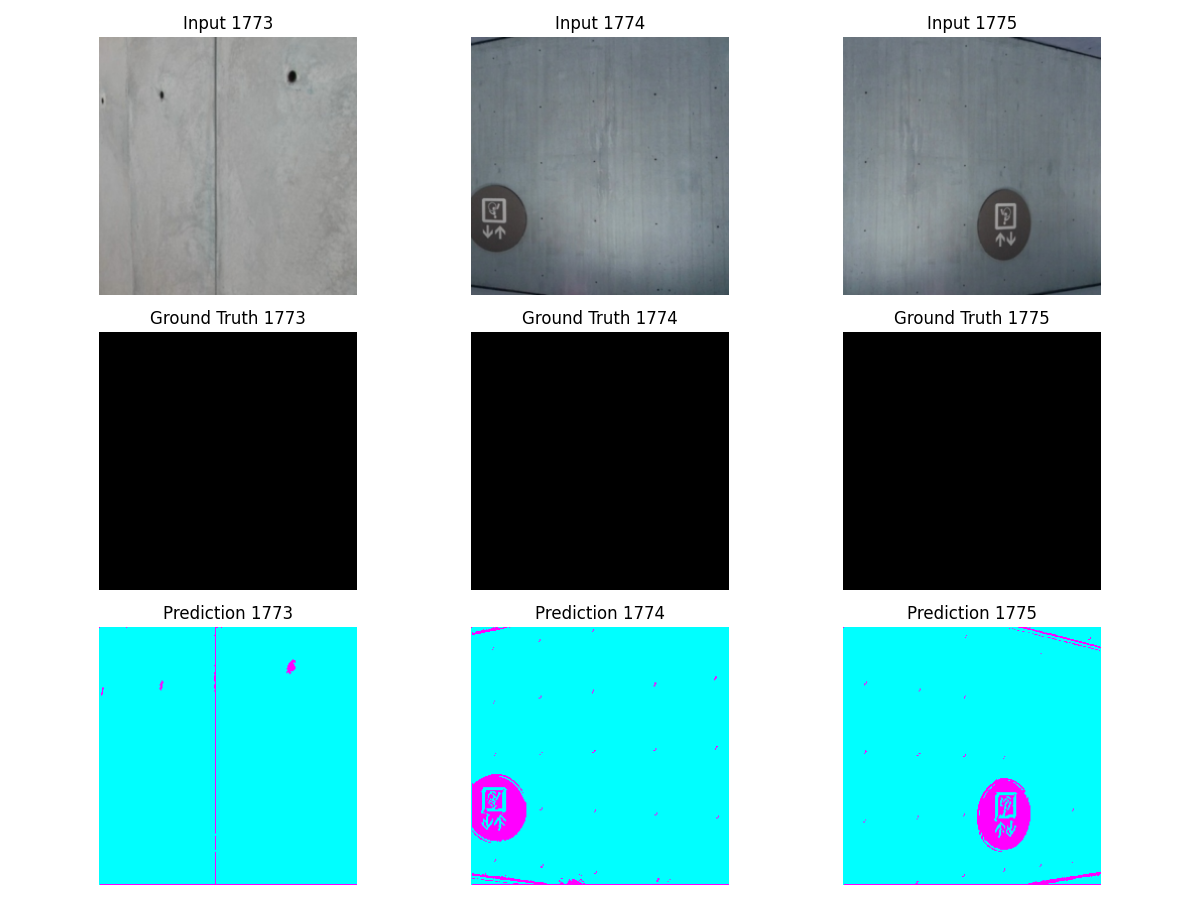 Input 1773
Input 1774
Input 1775
Ground Truth 1773
Ground Truth 1774
Ground Truth 1775
Prediction 1773
Prediction 1774
Prediction 1775